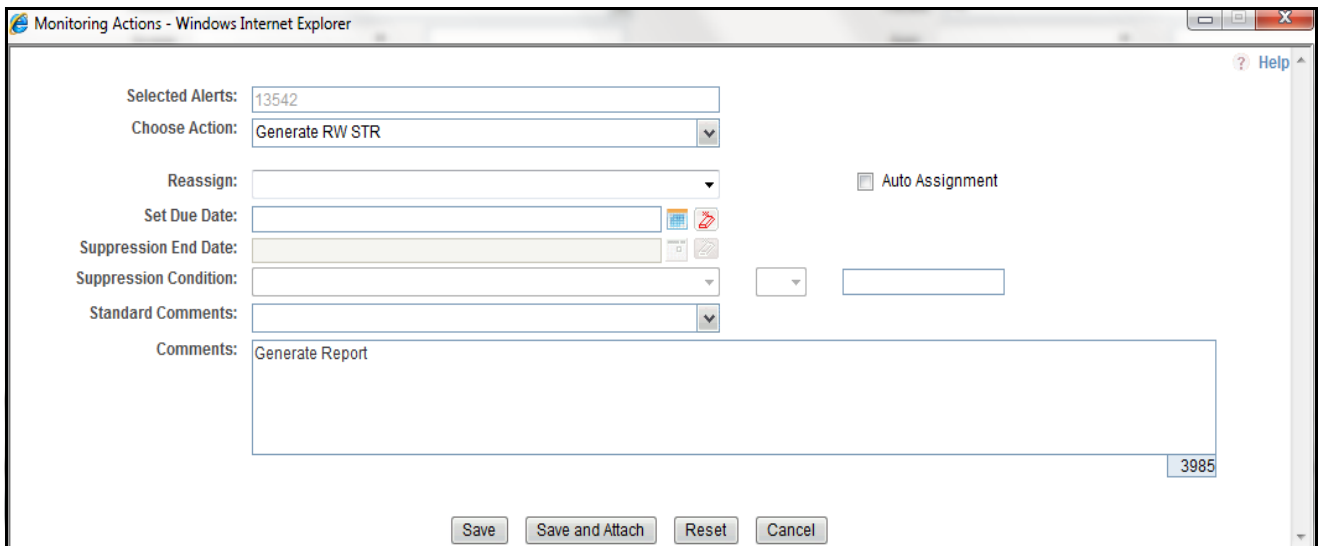 Monitoring Actions - Windows Internet Explorer
? Help
Selected Alerts: 13542
Choose Action: Generate RW STR
Reassign: Auto Assignment
Set Due Date:
Suppression End Date:
Suppression Condition:
Standard Comments:
Comments: Generate Report
3985
Save Save and Attach Reset Cancel